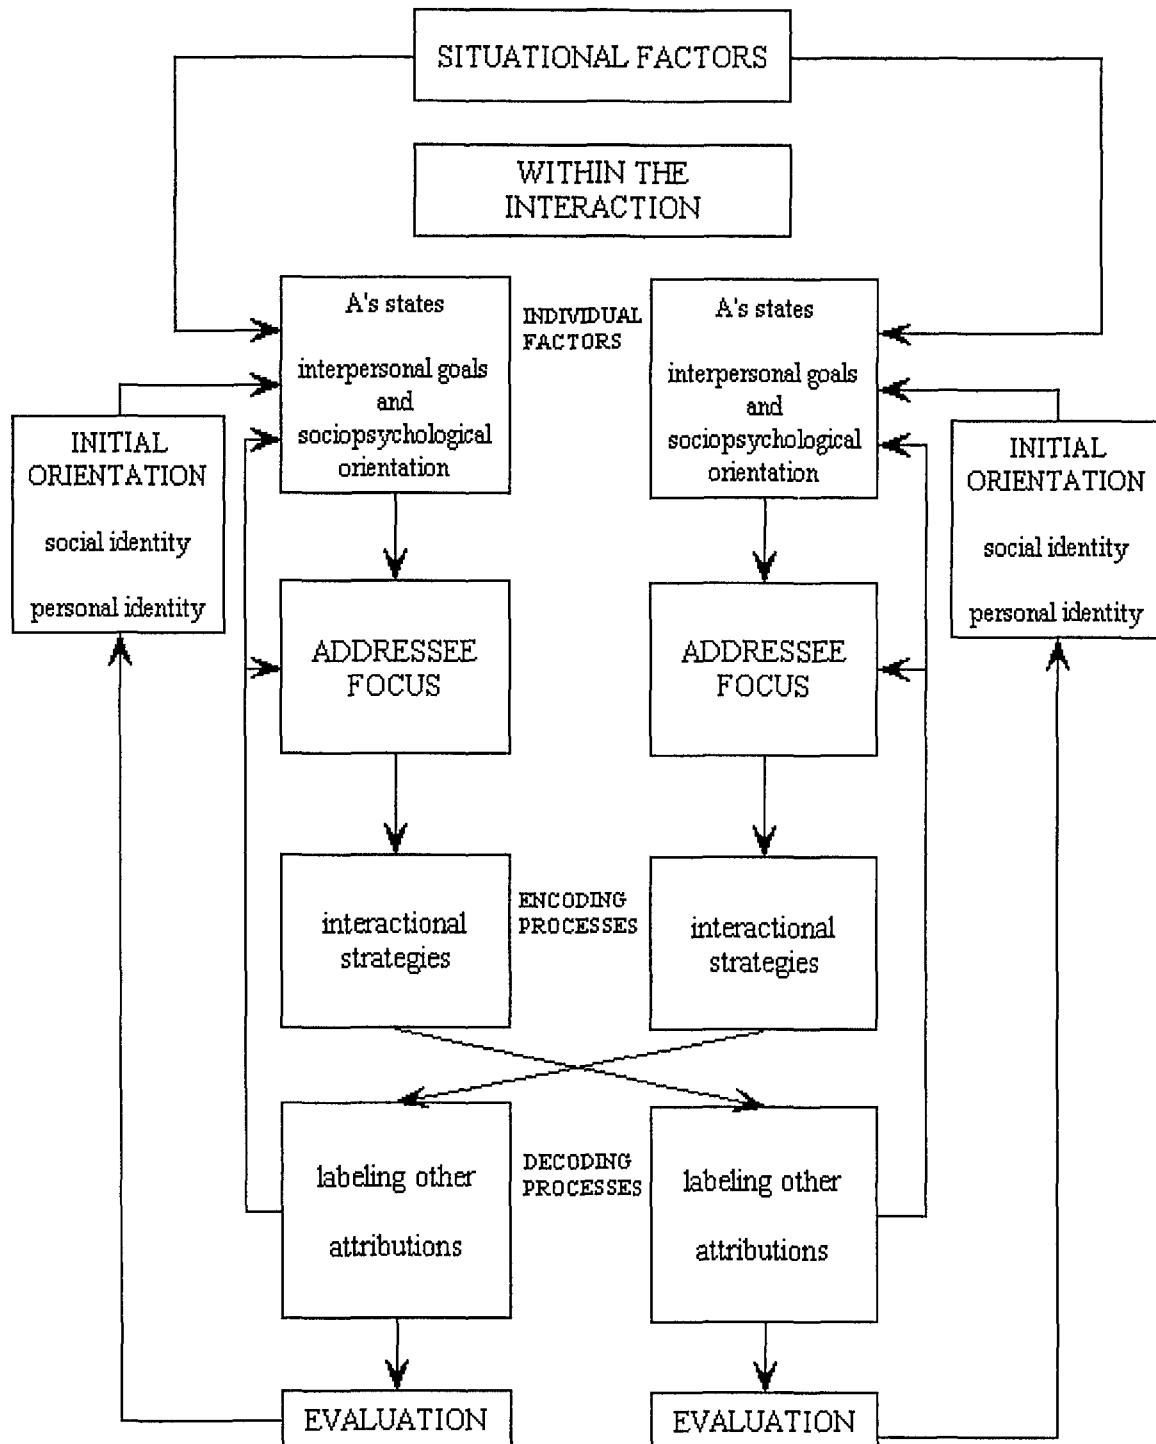 SITUATIONAL FACTORS
WITHIN THE
INTERACTION
A's states
interpersonal goals
and
sociopsychological
orientation
INDIVIDUAL
FACTORS
A's states
interpersonal goals
and
sociopsychological
orientation
INITIAL
ORIENTATION
social identity
personal identity
INITIAL
ORIENTATION
social identity
personal identity
ADDRESSEE
FOCUS
ADDRESSEE
FOCUS
interactional
strategies
ENCODING
PROCESSES
interactional
strategies
labeling other
attributions
DECODING
PROCESSES
labeling other
attributions
EVALUATION
EVALUATION